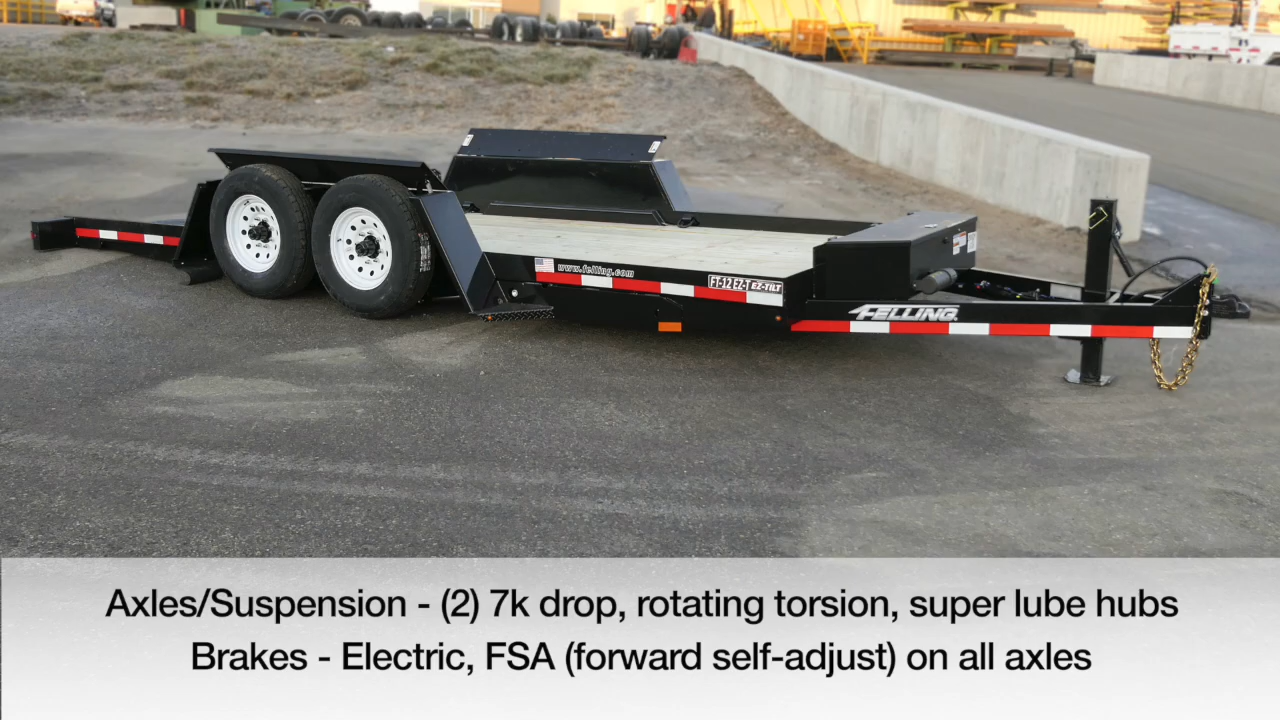 www.felling.com
FT-12 EZ-T EZ-TILT
FELLING.
Axles/Suspension - (2) 7k drop, rotating torsion, super lube hubs
Brakes - Electric, FSA (forward self-adjust) on all axles